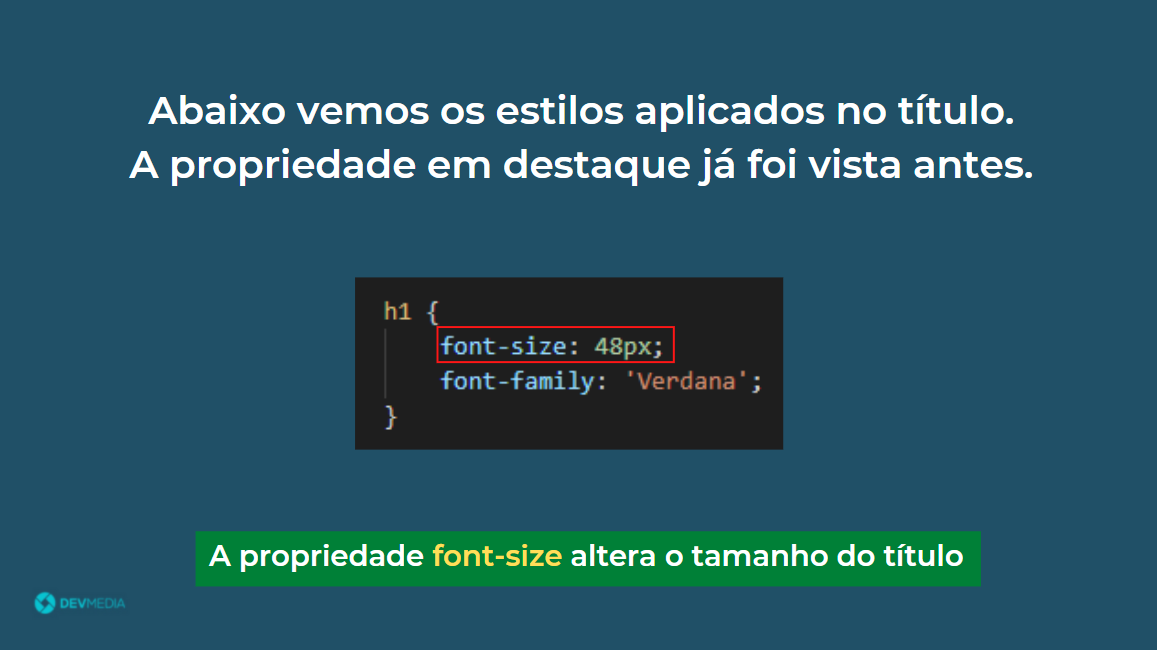 Abaixo vemos os estilos aplicados no título.
A propriedade em destaque já foi vista antes.
h1 {
font-size: 48px;
font-family: 'Verdana';
}
A propriedade font-size altera o tamanho do título
DEVMEDIA